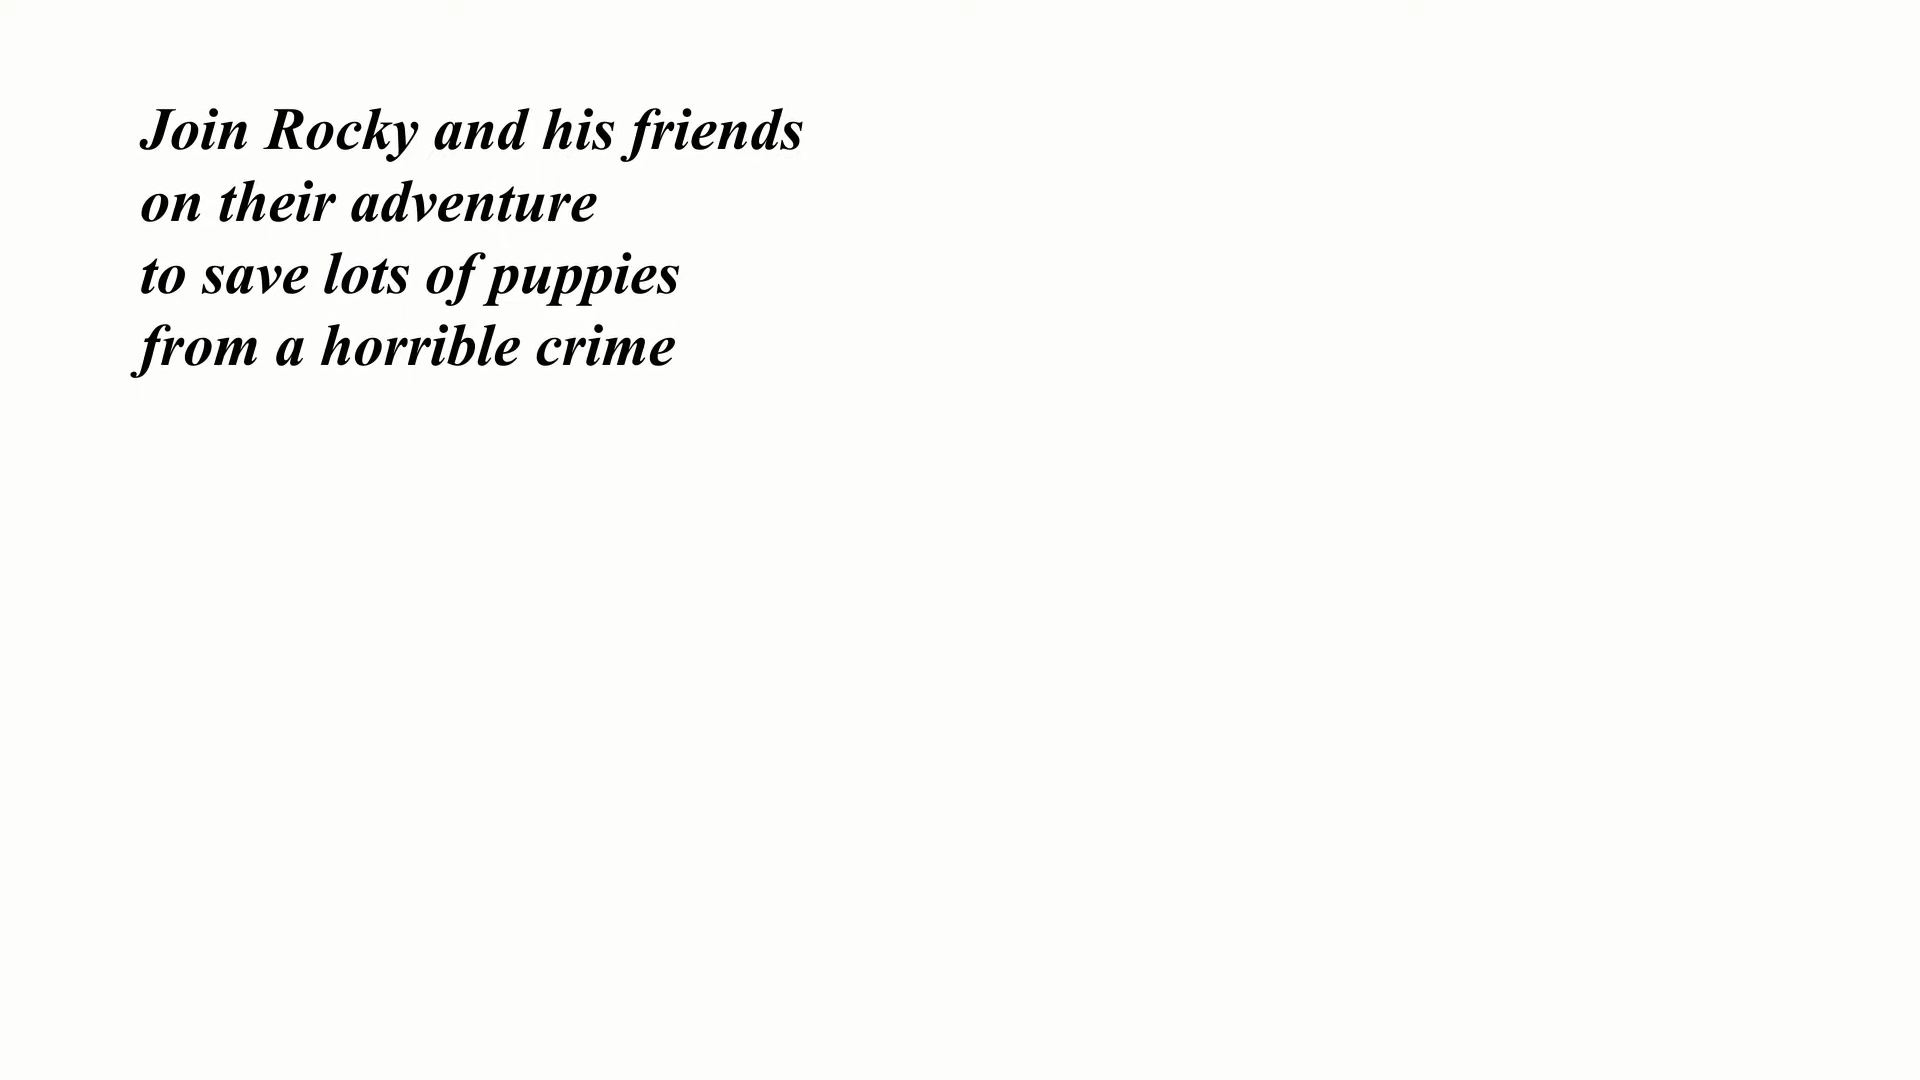 Join Rocky and his friends
on their adventure
to save lots of puppies
from a horrible crime